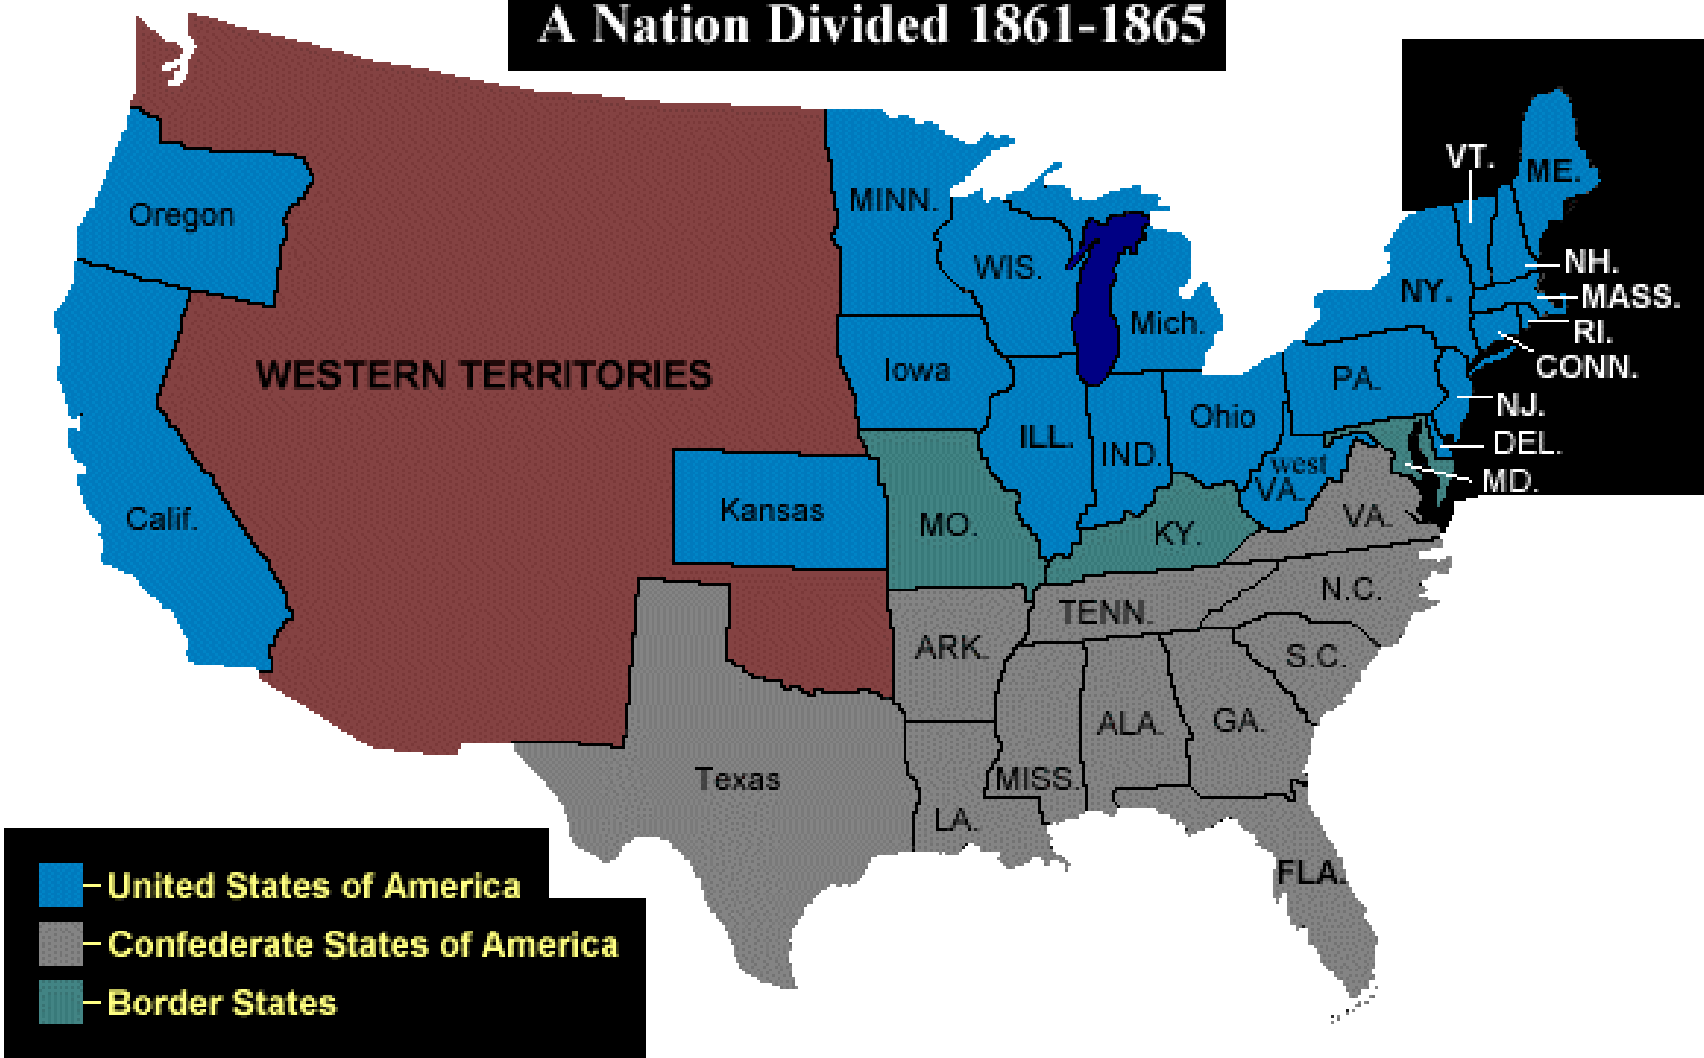 A Nation Divided 1861-1865
VT.
ME.
Oregon
MINN.
WIS.
Mich.
NY.
NH.
MASS.
RI.
CONN.
WESTERN TERRITORIES
Iowa
PA.
NJ.
Ohio
ILL.
IND.
DEL.
west
VA.
MD.
Calif.
Kansas
MO.
KY.
VA.
N.C.
TENN.
ARK.
S.C.
ALA.
GA.
Texas
MISS.
LA.
FLA.
United States of America
Confederate States of America
Border States